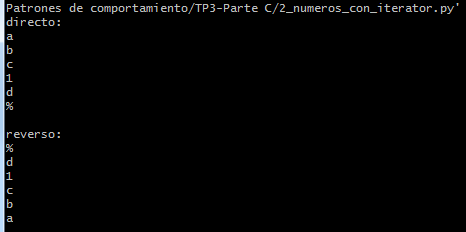 Patrones de comportamiento/TP3-Parte C/2_numeros_con_iterator.py'
directo:
a
b
c
1
d
%
reverso:
%
d
1
c
b
a